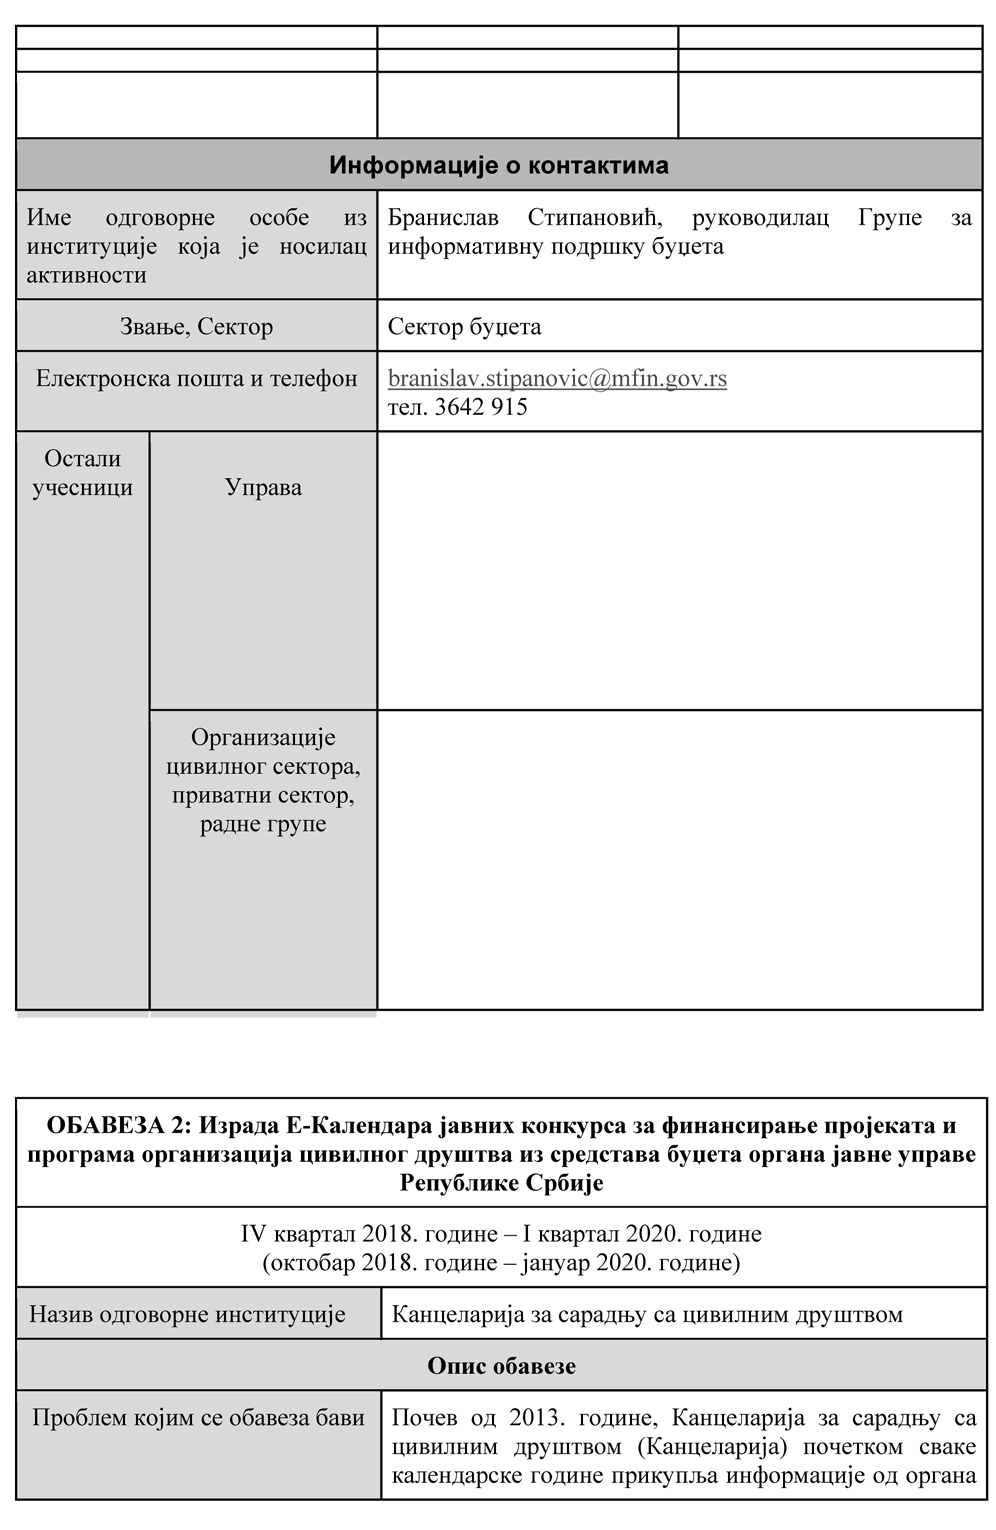 Информације о контактима
Име одговорне особе из
институције која је носилац
активности
Бранислав Стипановић, руководилац Групе за
информативну подршку буџета
Звање, Сектор
Сектор буџета
Електронска пошта и телефон
branislav.stipanovic@mfin.gov.rs
тел. 3642 915
Остали
учесници
Управа
Организације
цивилног сектора,
приватни сектор,
радне групе
ОБАВЕЗА 2: Израда Е-Календара јавних конкурса за финансирање пројеката и
програма организација цивилног друштва из средстава буџета органа јавне управе
Републике Србије
IV квартал 2018. године – I квартал 2020. године
(октобар 2018. године – јануар 2020. године)
Назив одговорне институције
Канцеларија за сарадњу са цивилним друштвом
Опис обавезе
Проблем којим се обавеза бави
Почев од 2013. године, Канцеларија за сарадњу са
цивилним друштвом (Канцеларија) почетком сваке
календарске године прикупља информације од органа